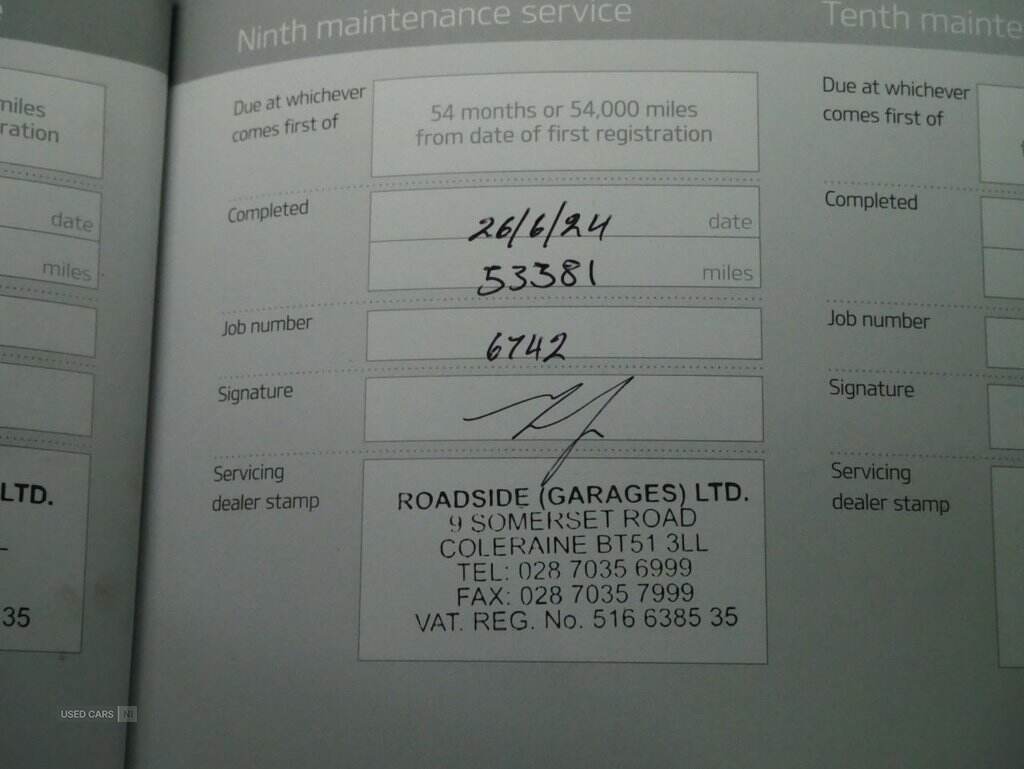 Ninth maintenance service
Due at whichever
comes first of
54 months or 54,000 miles
from date of first registration
Completed
26/6/24 date
53381 miles
Job number
6742
Signature
Servicing
dealer stamp
ROADSIDE (GARAGES) LTD.
9 SOMERSET ROAD
COLERAINE BT51 3LL
TEL: 028 7035 6999
FAX: 028 7035 7999
VAT. REG. No. 516 6385 35
miles
date
miles
LTD.
35
Tenth
Due at whichever
comes first of
Completed
Job number
Signature
Servicing
dealer stamp
USED CARS NI